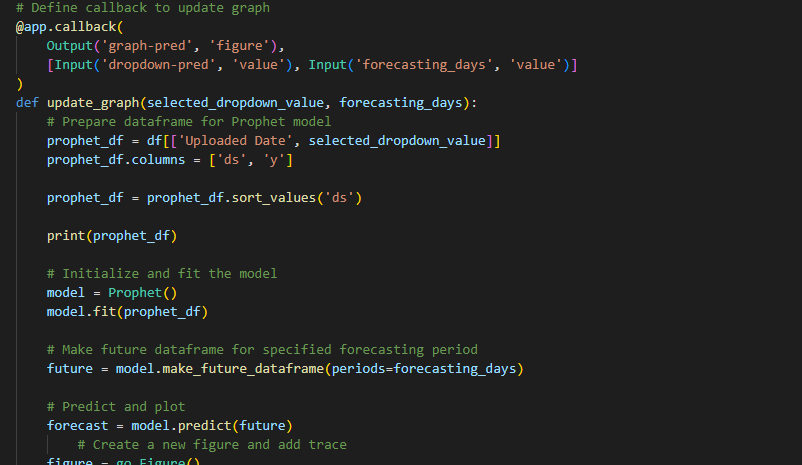 # Define callback to update graph
@app.callback(
    Output('graph-pred', 'figure'),
    [Input('dropdown-pred', 'value'), Input('forecasting_days', 'value')]
)
def update_graph(selected_dropdown_value, forecasting_days):
    # Prepare dataframe for Prophet model
    prophet_df = df[['Uploaded Date', selected_dropdown_value]]
    prophet_df.columns = ['ds', 'y']

    prophet_df = prophet_df.sort_values('ds')

    print(prophet_df)

    # Initialize and fit the model
    model = Prophet()
    model.fit(prophet_df)

    # Make future dataframe for specified forecasting period
    future = model.make_future_dataframe(periods=forecasting_days)

    # Predict and plot
    forecast = model.predict(future)
        # Create a new figure and add trace
    figure = go.Figure()